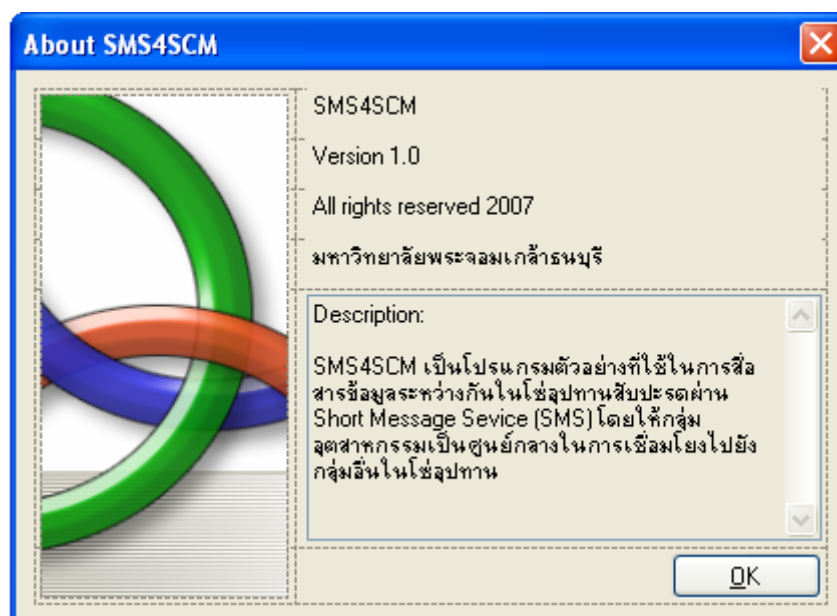 About SMS4SCM
SMS4SCM
Version 1.0
All rights reserved 2007
มหาวิทยาลัยพระจอมเกล้าธนบุรี
Description:
SMS4SCM เป็นโปรแกรมตัวอย่างที่ใช้ในการสื่อ
สารข้อมูลระหว่างกันในโซ่อุปทานสับปะรดผ่าน
Short Message Sevice (SMS) โดยให้กลุ่ม
อุตสาหกรรมเป็นศูนย์กลางในการเชื่อมโยงไปยัง
กลุ่มอื่นในโซ่อุปทาน
OK